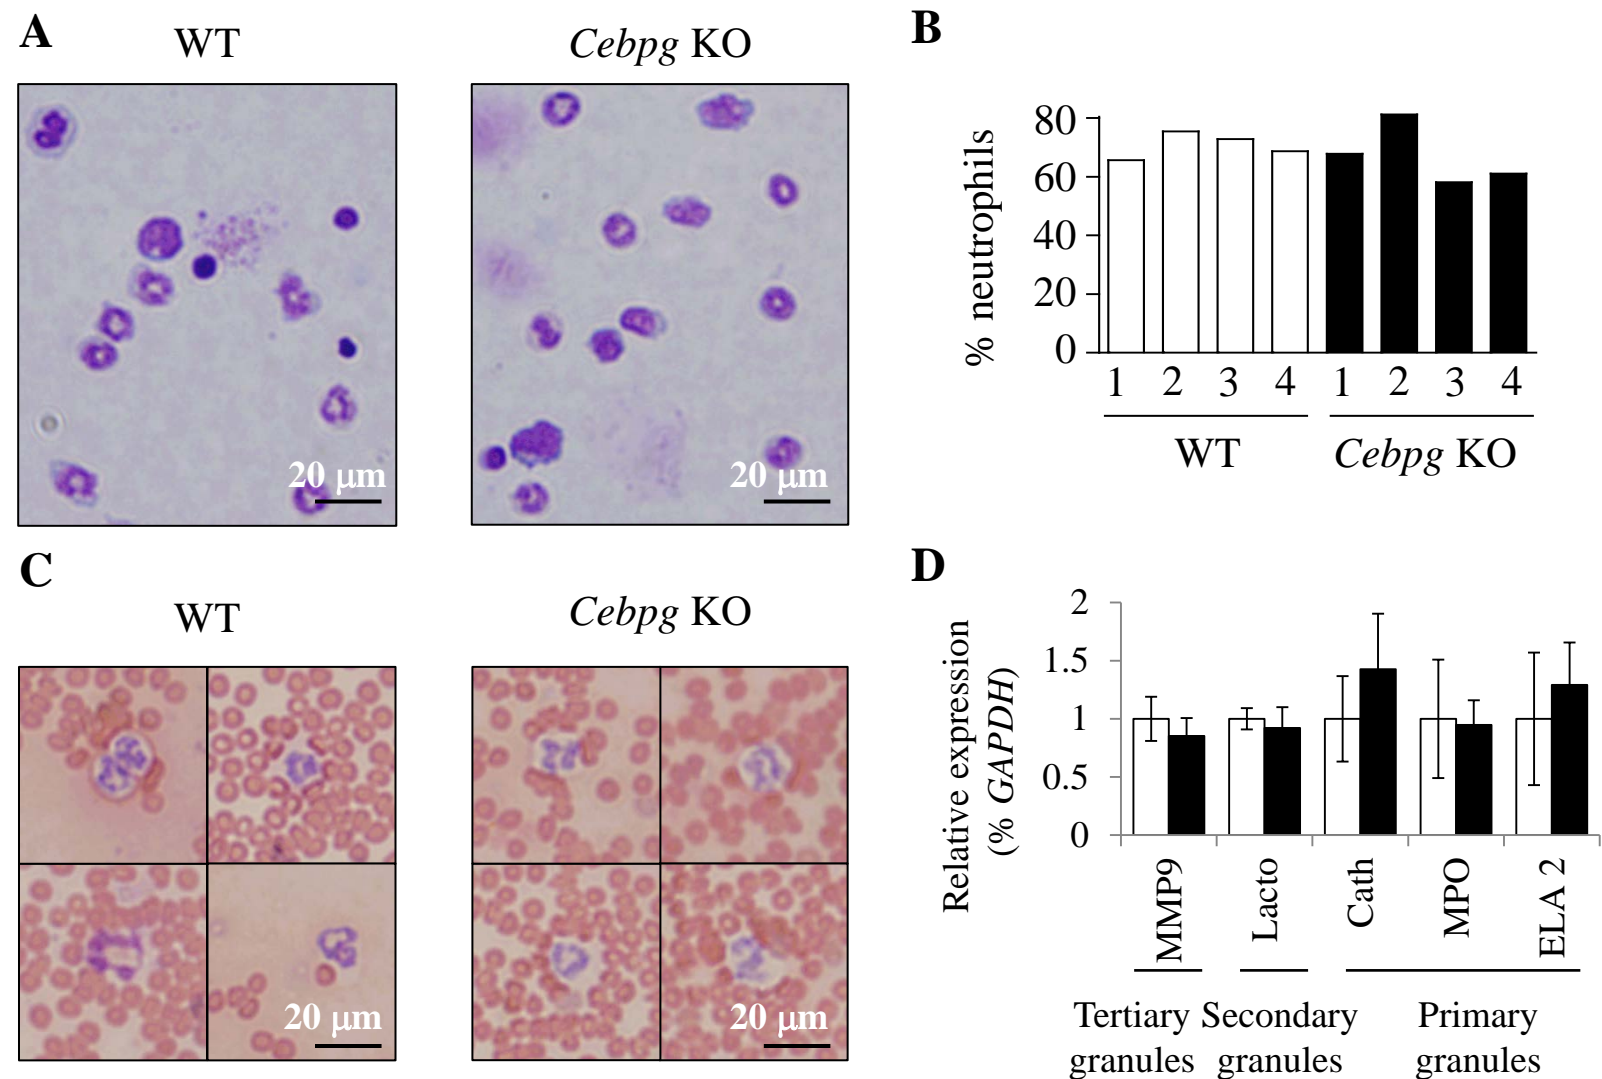 A
WT
Cebpg KO
20 μm
20 μm
B
% neutrophils
80
60
40
20
0
1 2 3 4 1 2 3 4
WT
Cebpg KO
C
WT
Cebpg KO
20 μm
20 μm
D
Relative expression
(% GAPDH)
2
1.5
1
0.5
0
MMP9
Lacto
Cath
MPO
ELA 2
Tertiary
granules
Secondary
granules
Primary
granules